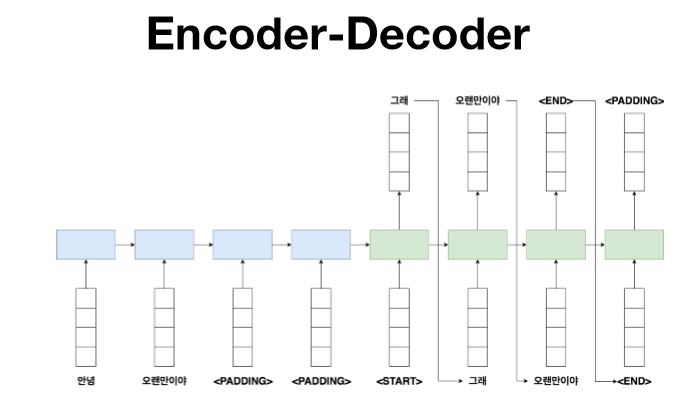 Encoder-Decoder
그래 오랜만이야 <END> <PADDING>
안녕 오랜만이야 <PADDING> <PADDING> <START> 그래 오랜만이야 <END>